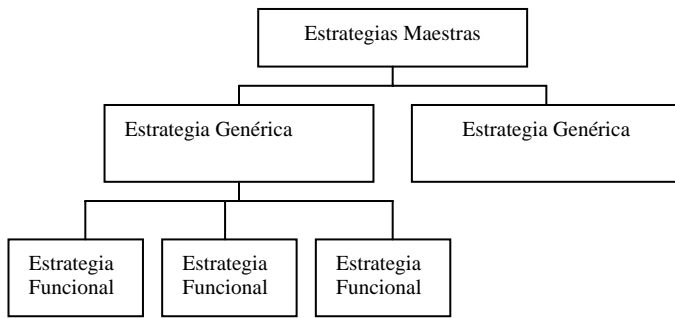 Estrategias Maestras
Estrategia Genérica
Estrategia Genérica
Estrategia
Funcional
Estrategia
Funcional
Estrategia
Funcional